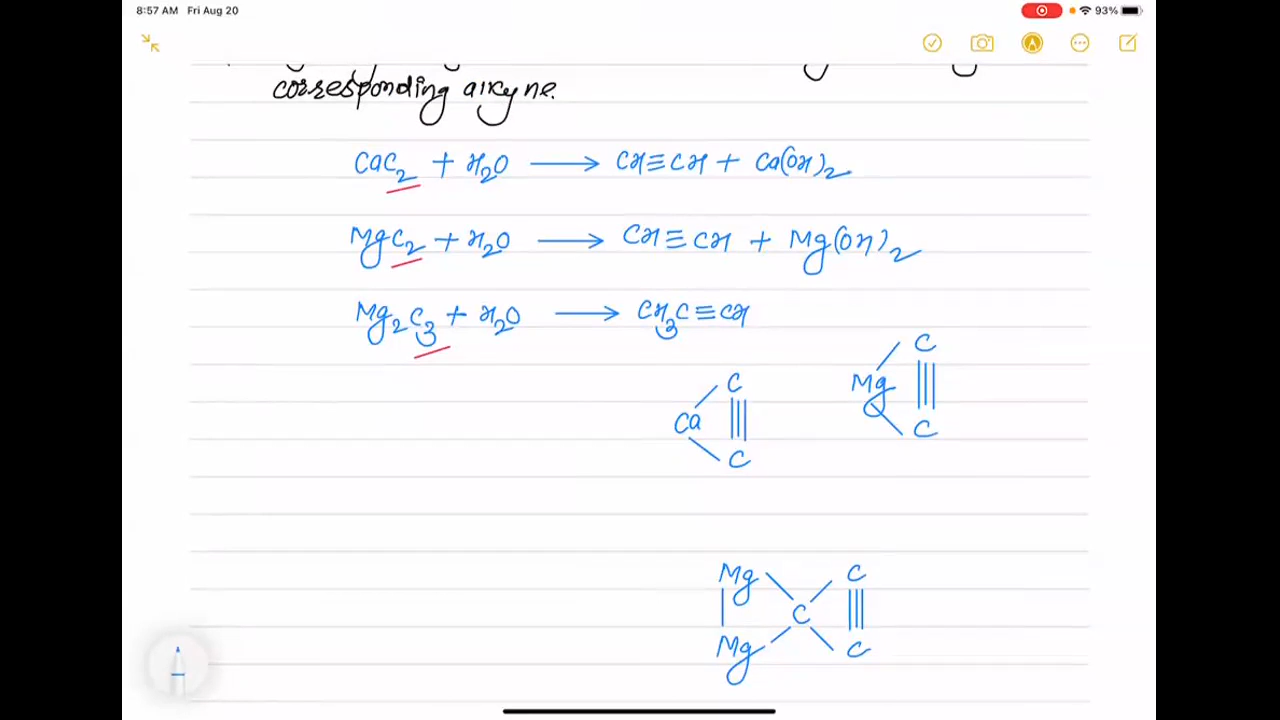 8:57 AM Fri Aug 20
93%
corresponding alkyne.
CaC₂ + H₂O ⟶ CH≡CH + Ca(OH)₂
MgC₂ + H₂O ⟶ CH≡CH + Mg(OH)₂
Mg₂C₃ + H₂O ⟶ CH₃C≡CH
C
Mg
C
C
Ca
C
Mg C
C
Mg C